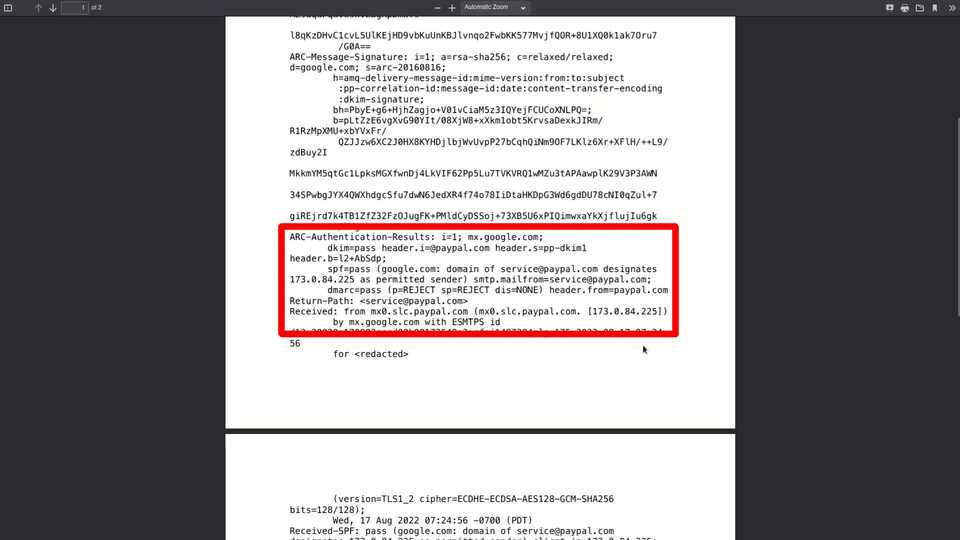 1 of 2
Automatic Zoom
l8qKzDHvC1cvL5UlKEjHD9vbKuUnKBJlvnqo2FwbKK577MvjfQOR+8U1XQ0k1ak7Oru7
/G0A==
ARC-Message-Signature: i=1; a=rsa-sha256; c=relaxed/relaxed;
d=google.com; s=arc-20160816;
h=amq-delivery-message-id:mime-version:from:to:subject
:pp-correlation-id:message-id:date:content-transfer-encoding
:dkim-signature;
bh=PbyE+g6+HjhZagjo+V01vCiaM5z3IQYejFCUCoXNLPQ=;
b=pLtZzE6vgXvG90YIt/08XjW8+xXkm1obt5KrvsaDexkJIRm/
R1RzMpXMU+xbYVxFr/
QZJJzw6XC2J0HX8KYHDjlbjWvUvpP27bCqhQiNm9OF7LKlz6Xr+XFlH/++L9/
zdBuy2I
MkkmYM5qtGc1LpksMGXfwnDj4LkVIF62Pp5Lu7TVKVRQ1wMZu3tAPAawplK29V3P3AWN
34SPwbgJYX4QWXhdgcSfu7dwN6JedXR4f74o78IiDtaHKDpG3Wd6gdDU78cNI0qZul+7
giREjrd7k4TB1ZfZ32FzOJugFK+PMldCyDSSoj+73XB5U6xPIQimwxaYkXjflujIu6gk
ARC-Authentication-Results: i=1; mx.google.com;
dkim=pass header.i=@paypal.com header.s=pp-dkim1
header.b=l2+AbSdp;
spf=pass (google.com: domain of service@paypal.com designates
173.0.84.225 as permitted sender) smtp.mailfrom=service@paypal.com;
dmarc=pass (p=REJECT sp=REJECT dis=NONE) header.from=paypal.com
Return-Path: <service@paypal.com>
Received: from mx0.slc.paypal.com (mx0.slc.paypal.com. [173.0.84.225])
by mx.google.com with ESMTPS id
56
for <redacted>
(version=TLS1_2 cipher=ECDHE-ECDSA-AES128-GCM-SHA256
bits=128/128);
Wed, 17 Aug 2022 07:24:56 -0700 (PDT)
Received-SPF: pass (google.com: domain of service@paypal.com